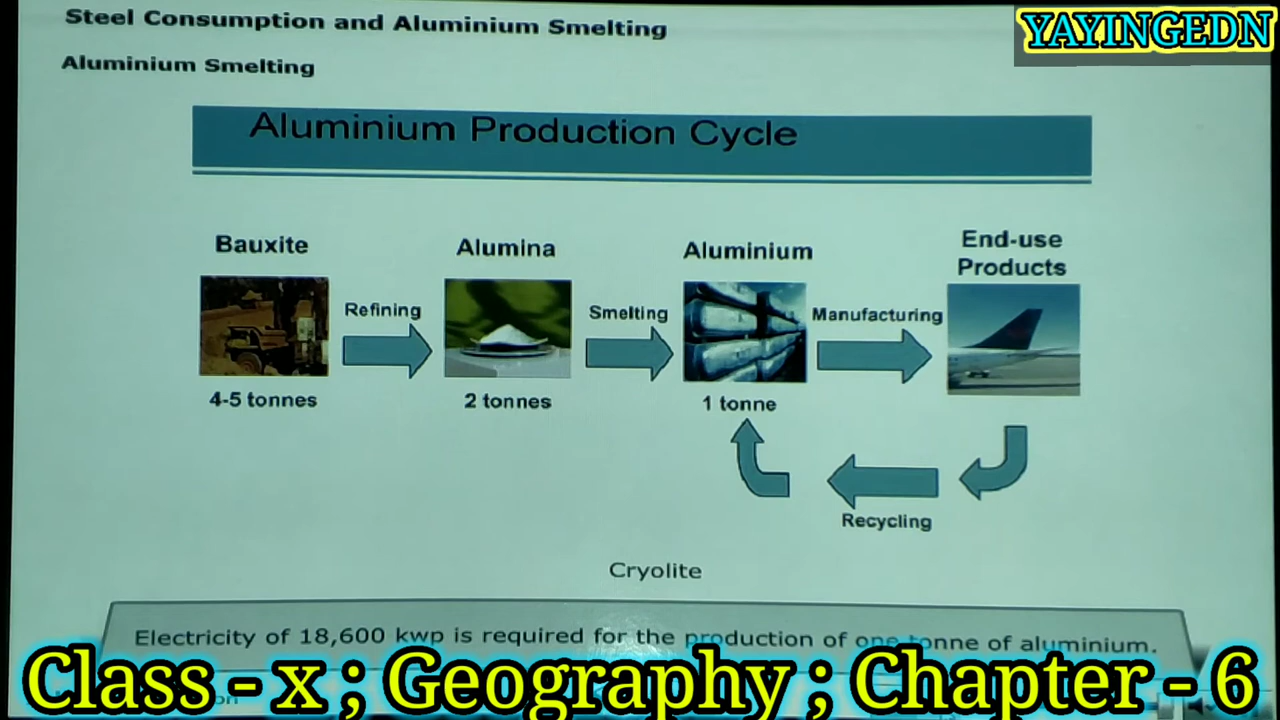 Steel Consumption and Aluminium Smelting
YAYINGEDN
Aluminium Smelting
Aluminium Production Cycle
Bauxite
Alumina
Aluminium
End-use
Products
Refining
Smelting
Manufacturing
4-5 tonnes
2 tonnes
1 tonne
Recycling
Cryolite
Electricity of 18,600 kwp is required for the production of one tonne of aluminium.
Class - x ; Geography ; Chapter - 6